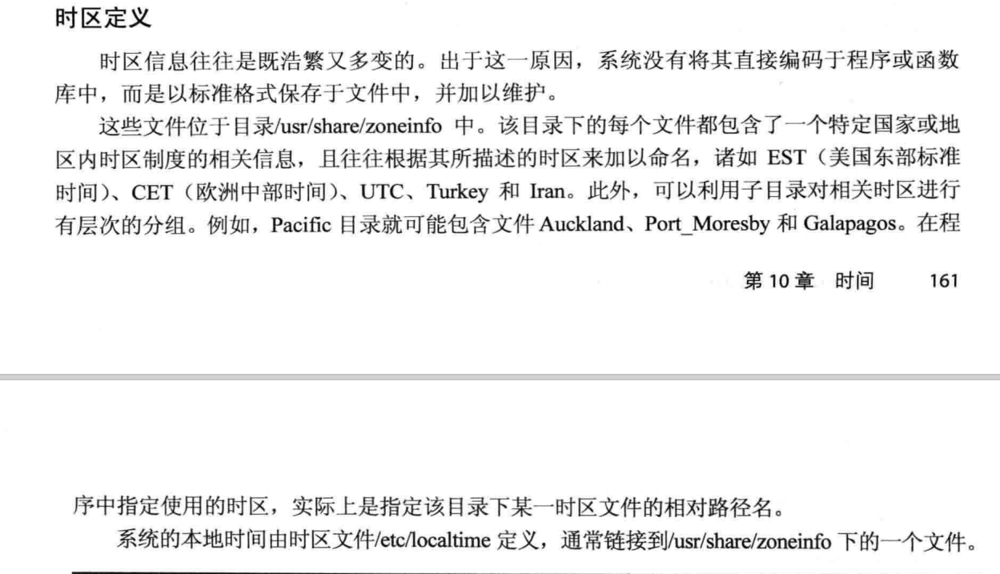 时区定义
时区信息往往是既浩繁又多变的。出于这一原因，系统没有将其直接编码于程序或函数
库中，而是以标准格式保存于文件中，并加以维护。
这些文件位于目录/usr/share/zoneinfo 中。该目录下的每个文件都包含了一个特定国家或地
区内时区制度的相关信息，且往往根据其所描述的时区来加以命名，诸如 EST（美国东部标准
时间）、CET（欧洲中部时间）、UTC、Turkey 和 Iran。此外，可以利用子目录对相关时区进行
有层次的分组。例如，Pacific 目录就可能包含文件 Auckland、Port_Moresby 和 Galapagos。在程
第 10 章 时间 161
序中指定使用的时区，实际上是指定该目录下某一时区文件的相对路径名。
系统的本地时间由时区文件/etc/localtime 定义，通常链接到/usr/share/zoneinfo 下的一个文件。